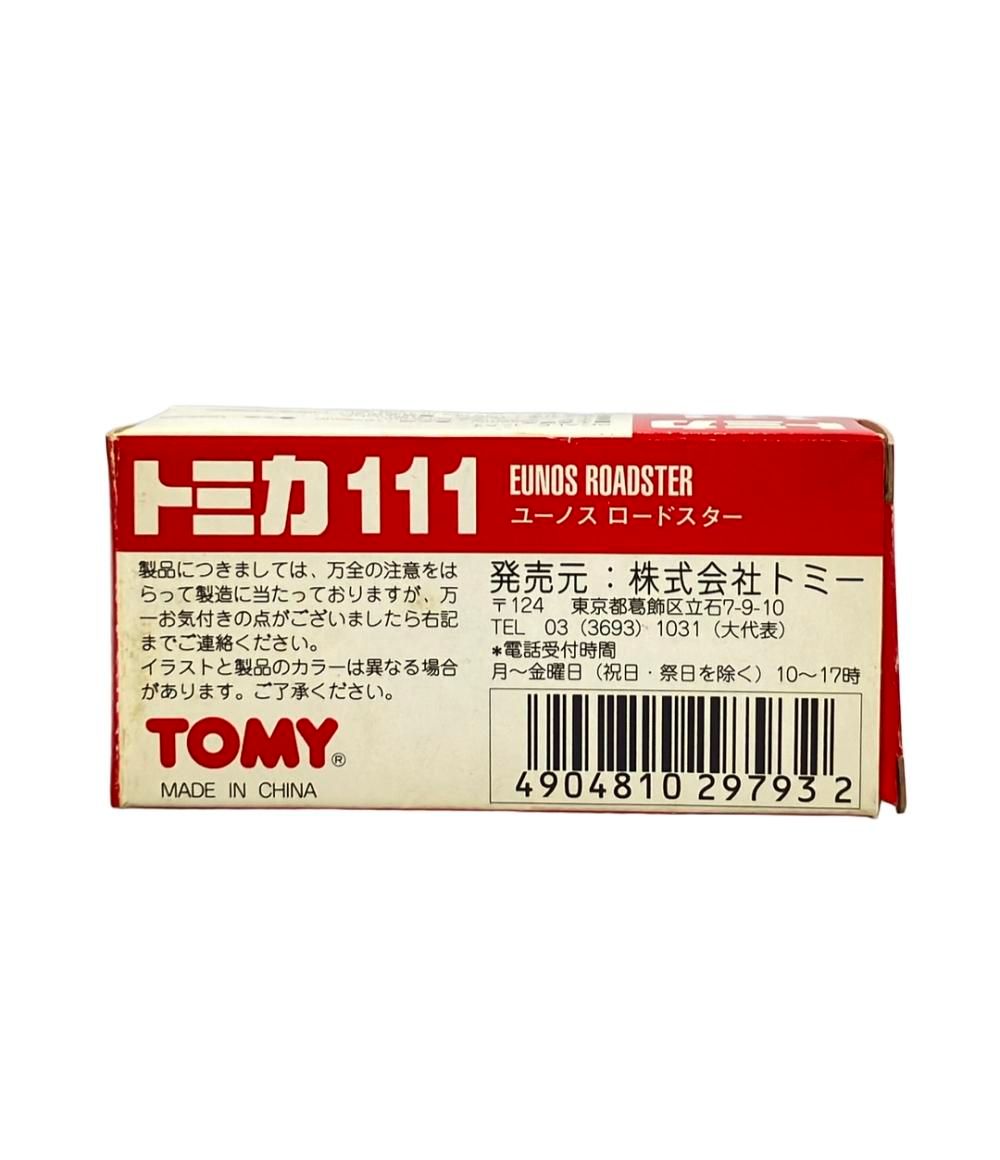 トミカ
トミカ 111
EUNOS ROADSTER
ユーノス ロードスター
製品につきましては、万全の注意をは
らって製造に当たっておりますが、万
一お気付きの点がございましたら右記
までご連絡ください。
イラストと製品のカラーは異なる場合
があります。ご了承ください。
TOMY®
MADE IN CHINA
発売元：株式会社トミー
〒124 東京都葛飾区立石7-9-10
TEL 03（3693）1031（大代表）
*電話受付時間
月〜金曜日（祝日・祭日を除く）10〜17時
4904810 29793 2